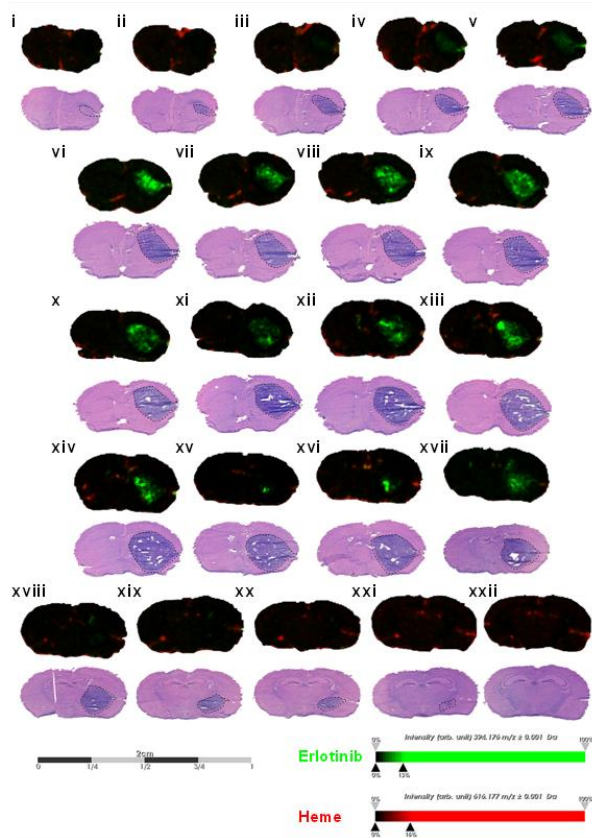 i ii iii iv v
vi vii viii ix
x xi xii xiii
xiv xv xvi xvii
xviii xix xx xxi xxii
2cm
0 1/4 1/2 3/4 1
Intensity (arb. unit) 394.176 m/z ± 0.001 Da
0% 100%
Erlotinib
0% 13%
Intensity (arb. unit) 616.177 m/z ± 0.001 Da
0% 100%
Heme
0% 16%